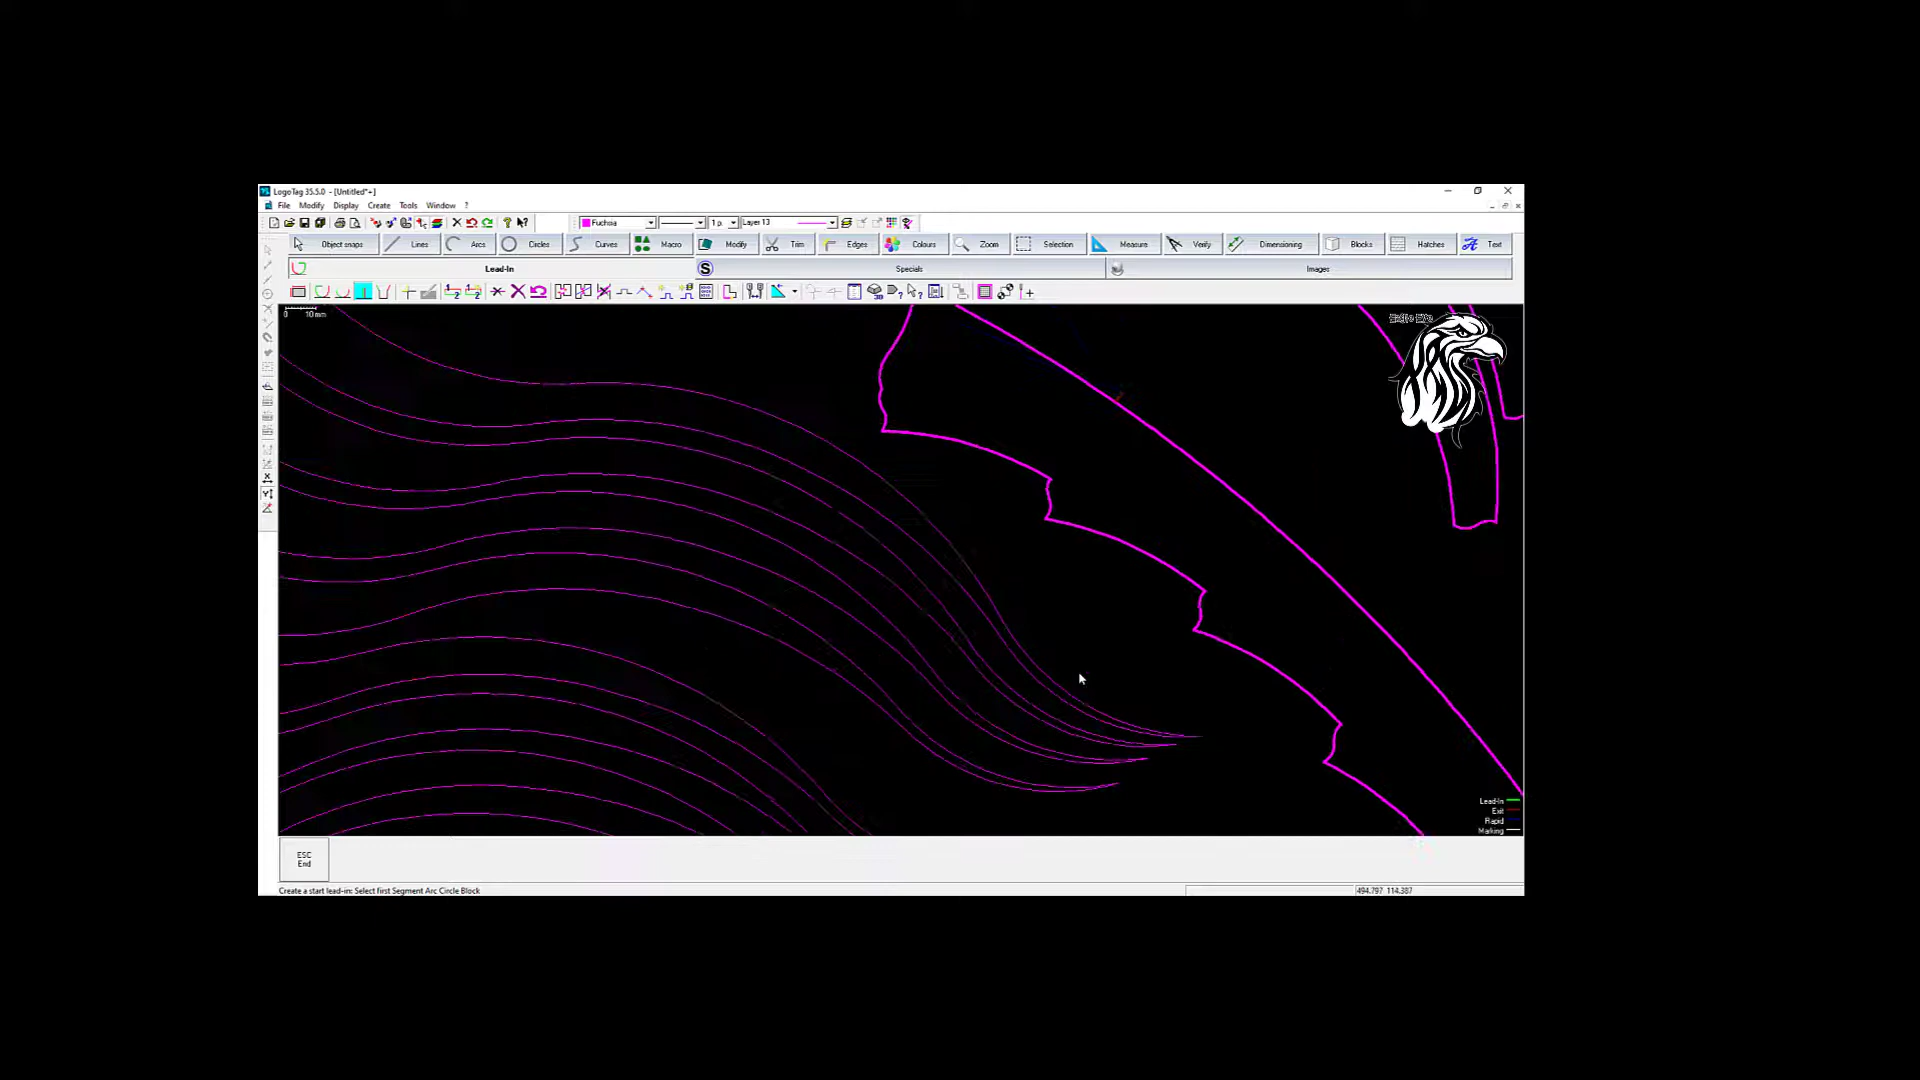 LogoTag 35.5.0 - [Untitled*+]
File Modify Display Create Tools Window ?
Fuchsia 1 p. Layer 13
Object snaps Lines Arcs Circles Curves Macro Modify Trim Edges Colours Zoom Selection Measure Verify Dimensioning Blocks Hatches Text
Lead-In Specials Images
0 10mm
Lead-In
Exit
Rapid
Marking
ESC
End
Create a start lead-in: Select first Segment Arc Circle Block
494.797 114.387